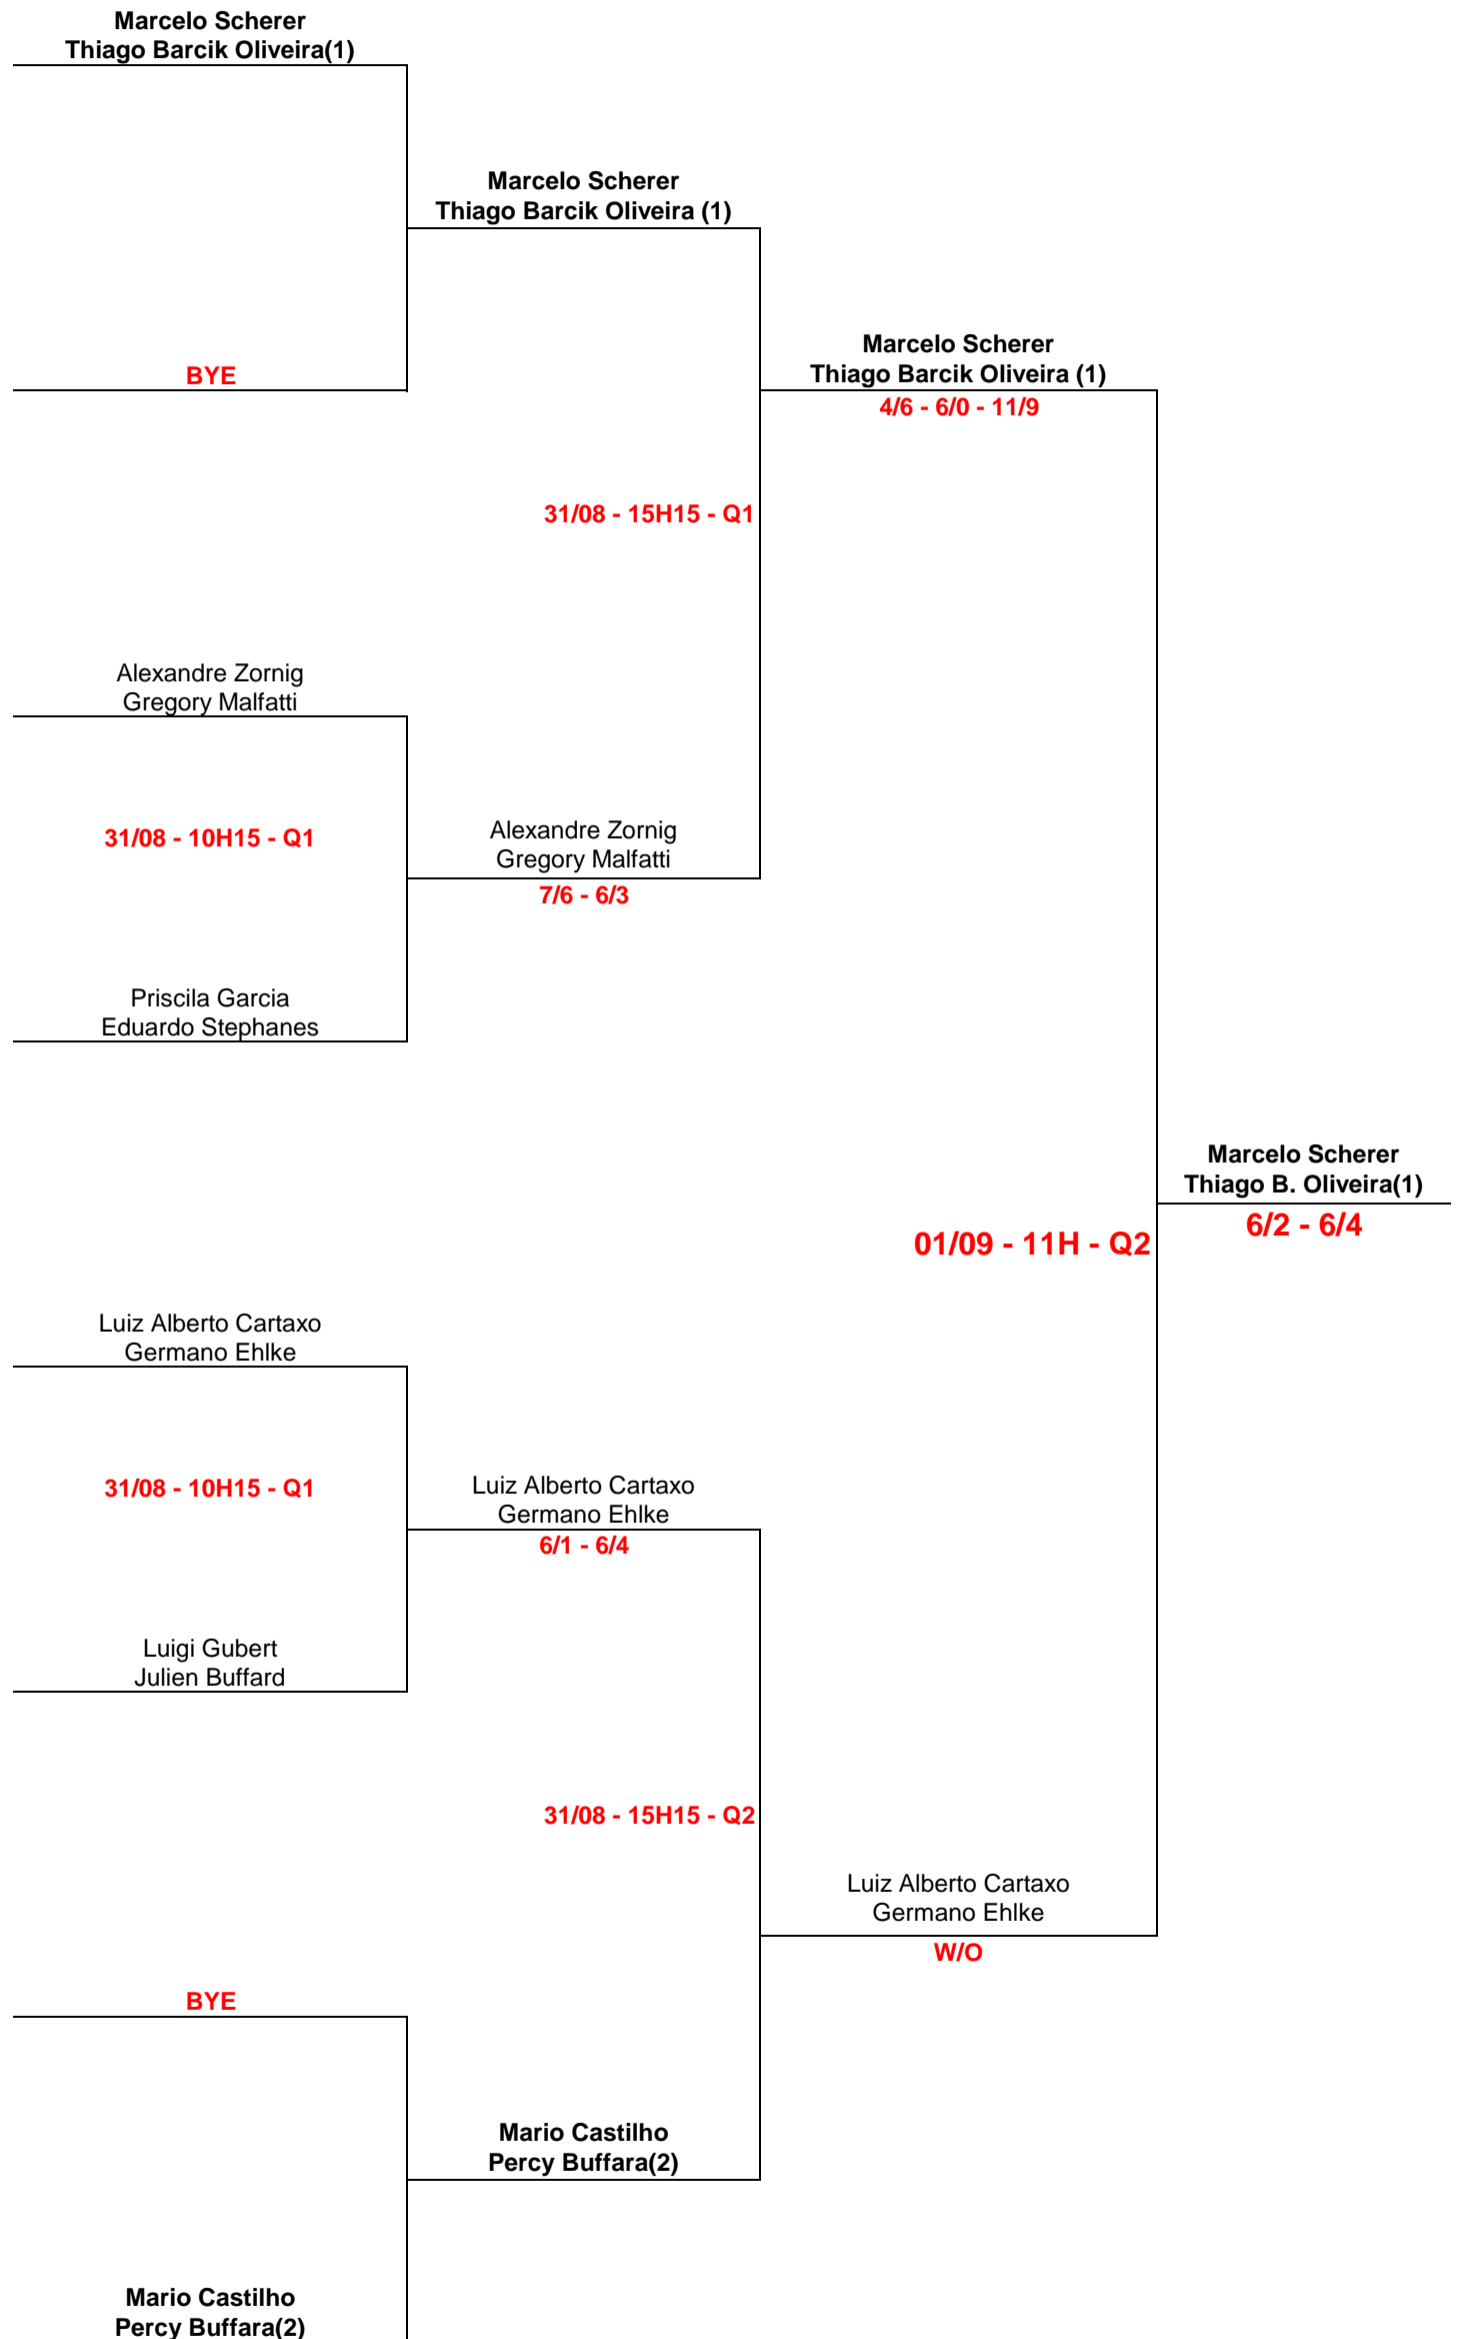 Marcelo Scherer
Thiago Barcik Oliveira(1)
Marcelo Scherer
Thiago Barcik Oliveira (1)
Marcelo Scherer
Thiago Barcik Oliveira (1)
BYE
4/6 - 6/0 - 11/9
31/08 - 15H15 - Q1
Alexandre Zornig
Gregory Malfatti
31/08 - 10H15 - Q1
Alexandre Zornig
Gregory Malfatti
7/6 - 6/3
Priscila Garcia
Eduardo Stephanes
Marcelo Scherer
Thiago B. Oliveira(1)
6/2 - 6/4
01/09 - 11H - Q2
Luiz Alberto Cartaxo
Germano Ehlke
31/08 - 10H15 - Q1
Luiz Alberto Cartaxo
Germano Ehlke
6/1 - 6/4
Luigi Gubert
Julien Buffard
31/08 - 15H15 - Q2
Luiz Alberto Cartaxo
Germano Ehlke
W/O
BYE
Mario Castilho
Percy Buffara(2)
Mario Castilho
Percy Buffara(2)